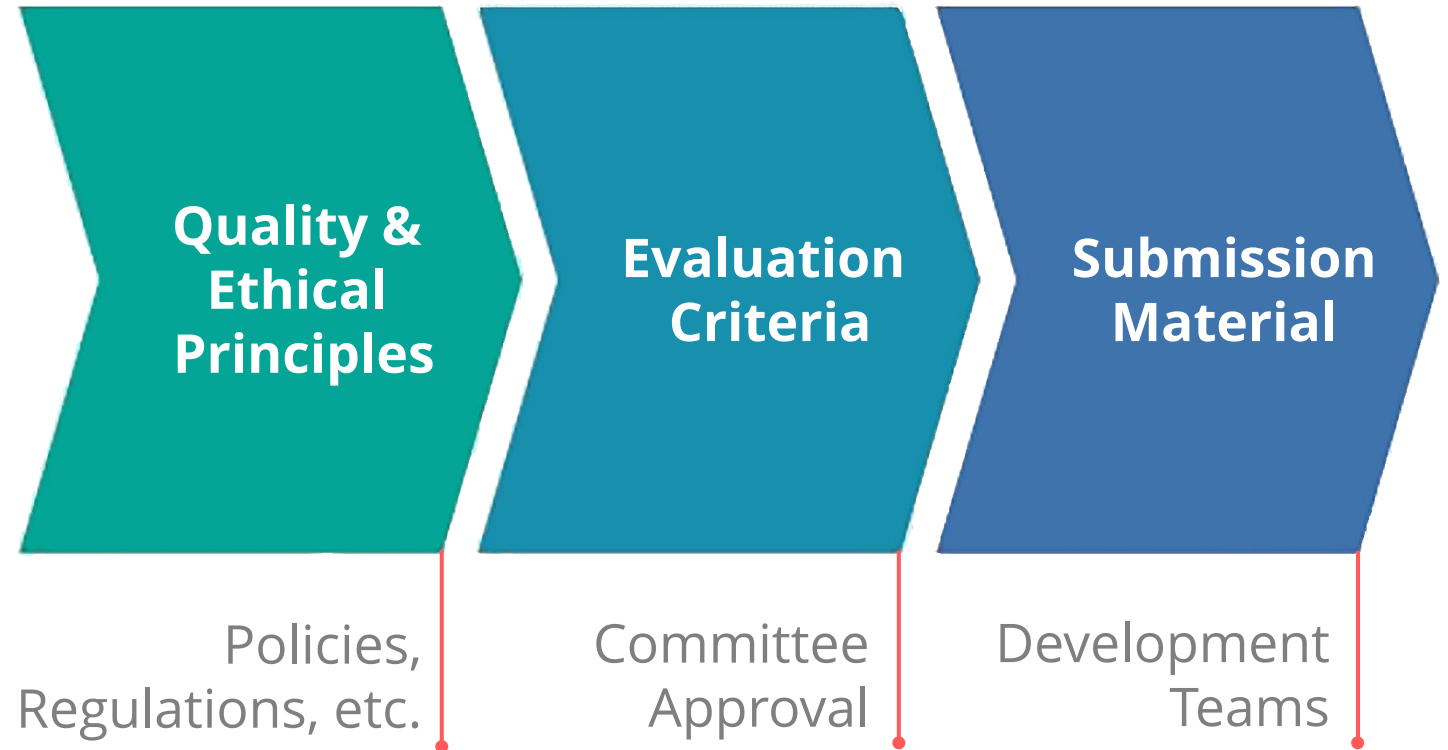 Quality &
Ethical
Principles
Evaluation
Criteria
Submission
Material
Policies,
Regulations, etc.
Committee
Approval
Development
Teams